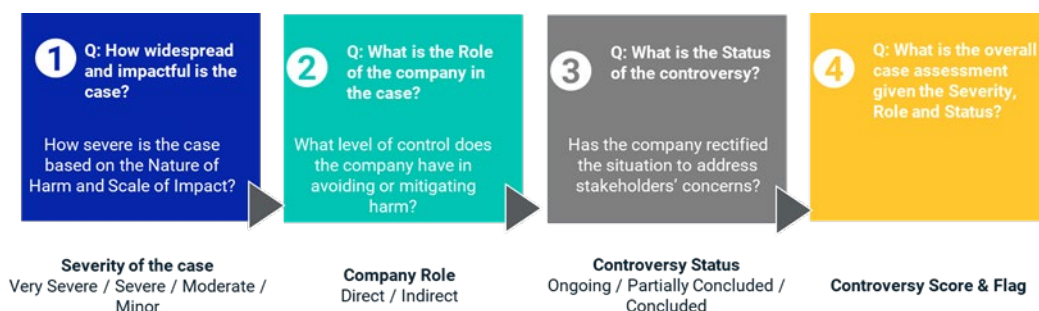 1
Q: How widespread
and impactful is the
case?
How severe is the case
based on the Nature of
Harm and Scale of Impact?
2
Q: What is the Role
of the company in
the case?
What level of control does
the company have in
avoiding or mitigating
harm?
3
Q: What is the Status
of the controversy?
Has the company rectified
the situation to address
stakeholders’ concerns?
4
Q: What is the overall
case assessment
given the Severity,
Role and Status?
Severity of the case
Very Severe / Severe / Moderate /
Minor
Company Role
Direct / Indirect
Controversy Status
Ongoing / Partially Concluded /
Concluded
Controversy Score & Flag